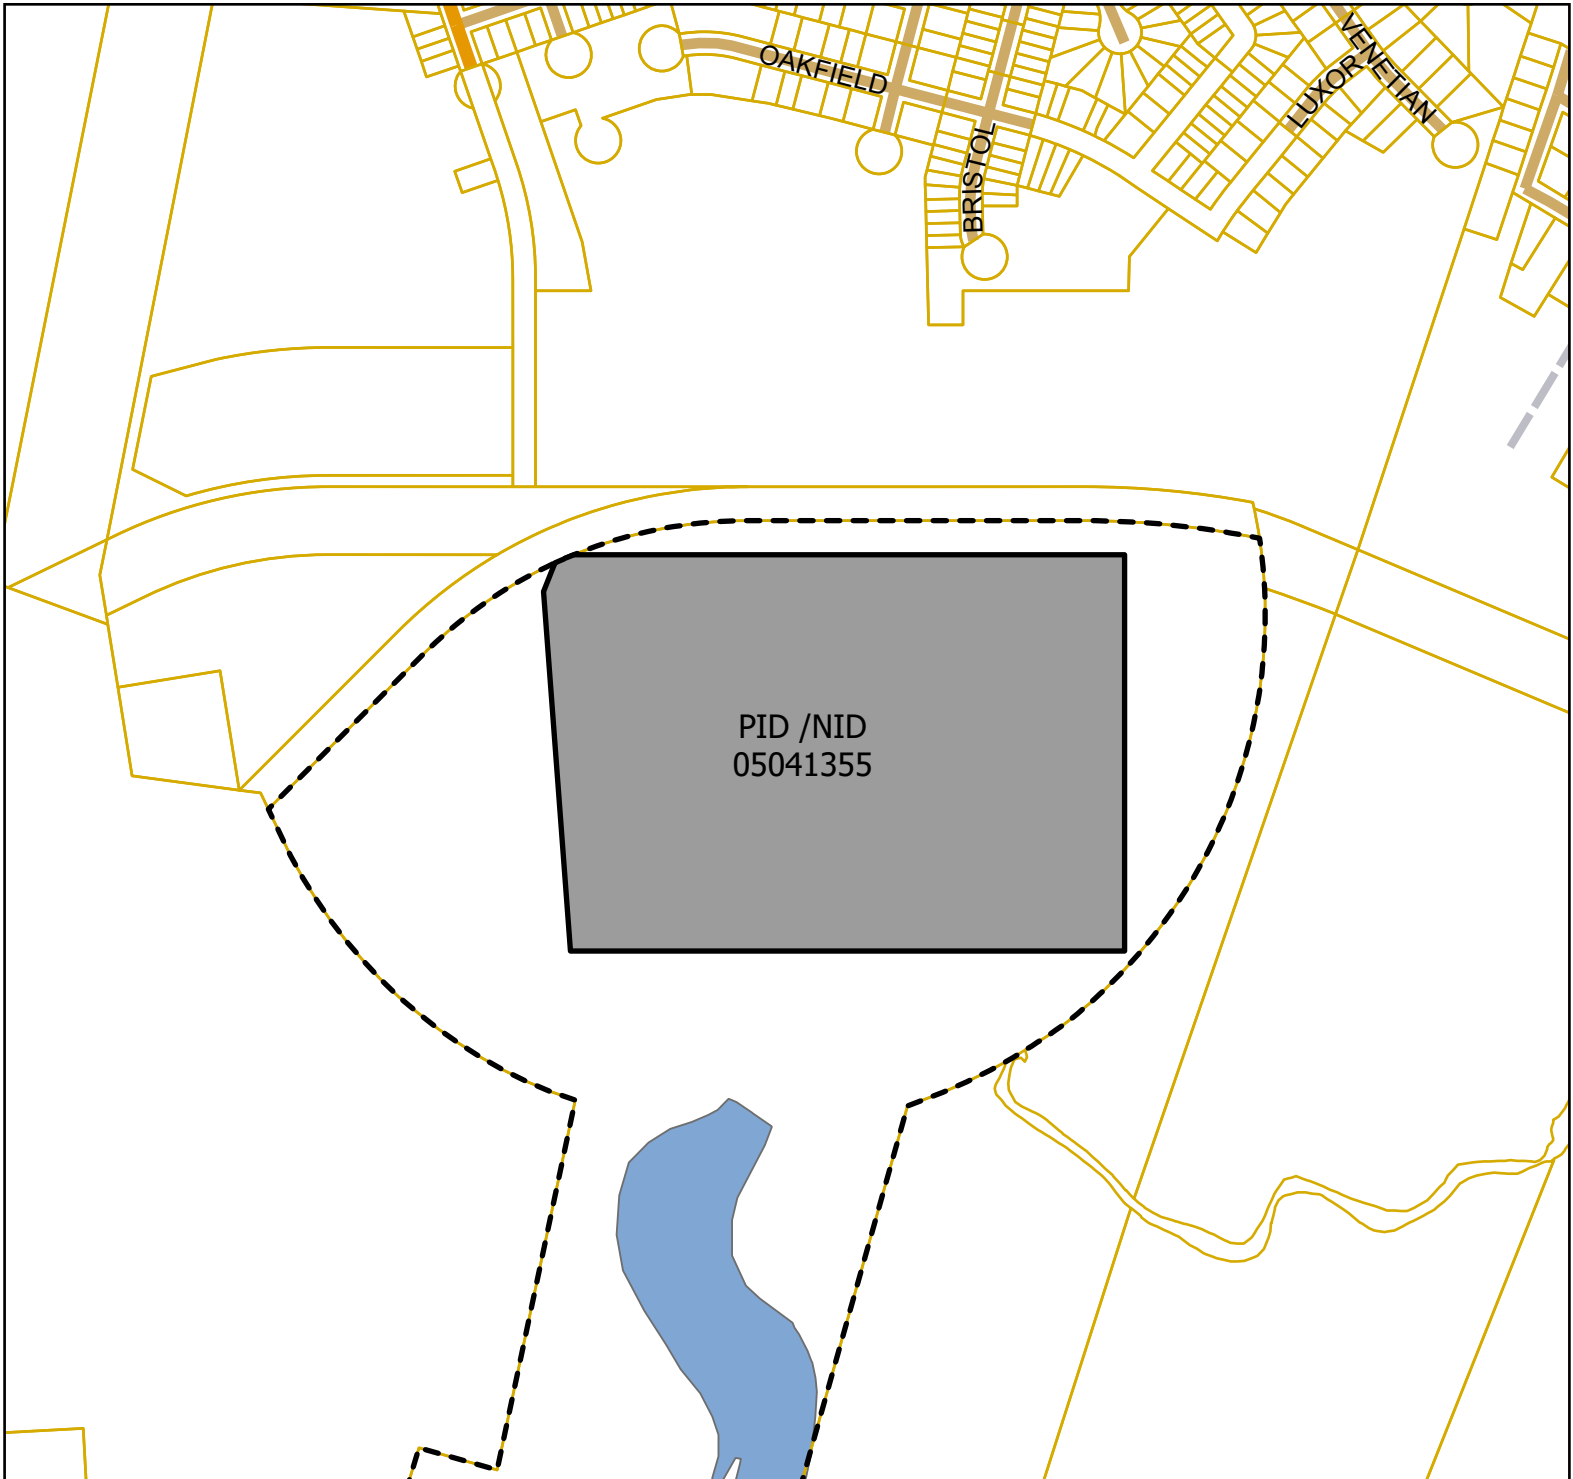 OAKFIELD
BRISTOL
LUXOR
VENETIAN
PID /NID
05041355